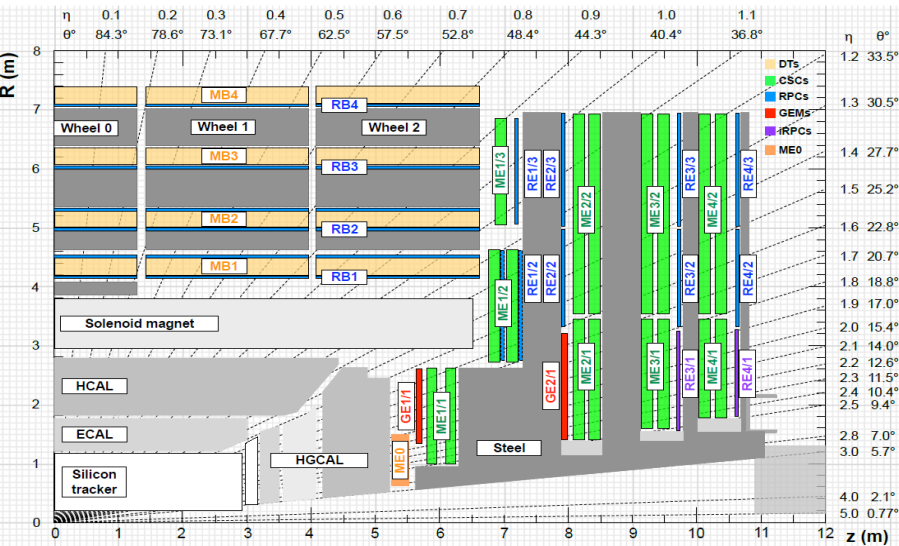 η 0.1 0.2 0.3 0.4 0.5 0.6 0.7 0.8 0.9 1.0 1.1
θ° 84.3° 78.6° 73.1° 67.7° 62.5° 57.5° 52.8° 48.4° 44.3° 40.4° 36.8° η θ°
R (m)
8
7
6
5
4
3
2
1
0
1.2 33.5°
1.3 30.5°
1.4 27.7°
1.5 25.2°
1.6 22.8°
1.7 20.7°
1.8 18.8°
1.9 17.0°
2.0 15.4°
2.1 14.0°
2.2 12.6°
2.3 11.5°
2.4 10.4°
2.5 9.4°
2.8 7.0°
3.0 5.7°
4.0 2.1°
5.0 0.77°
DTs
CSCs
RPCs
GEMs
iRPCs
ME0
MB4
RB4
Wheel 0 Wheel 1 Wheel 2
MB3
RB3
MB2
RB2
MB1
RB1
Solenoid magnet
HCAL
ECAL
Silicon
tracker
HGCAL
Steel
ME0
GE1/1
ME1/1
ME1/2
ME1/3
RE1/3
RE2/3
RE1/2
RE2/2
GE2/1
ME2/2
ME2/1
ME3/2
ME3/1
RE3/3
RE3/2
RE3/1
ME4/2
ME4/1
RE4/3
RE4/2
RE4/1
0 1 2 3 4 5 6 7 8 9 10 11 12
z (m)